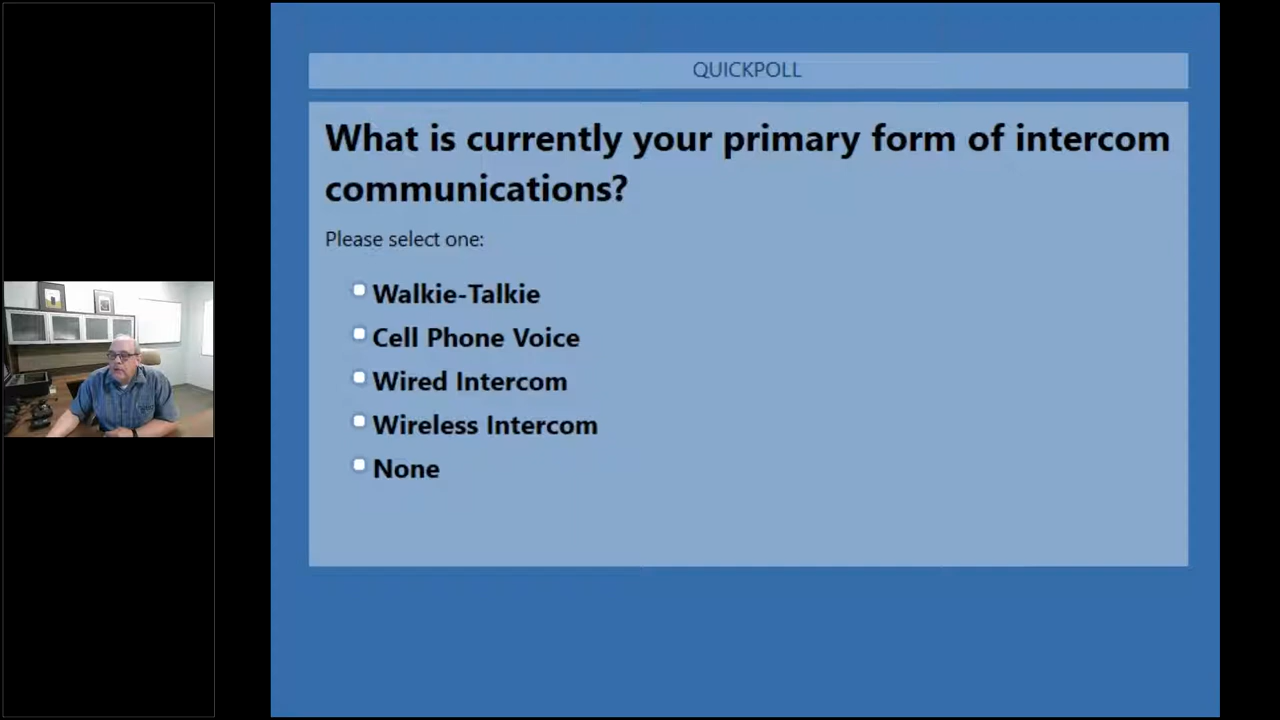 QUICKPOLL
What is currently your primary form of intercom
communications?
Please select one:
Walkie-Talkie
Cell Phone Voice
Wired Intercom
Wireless Intercom
None